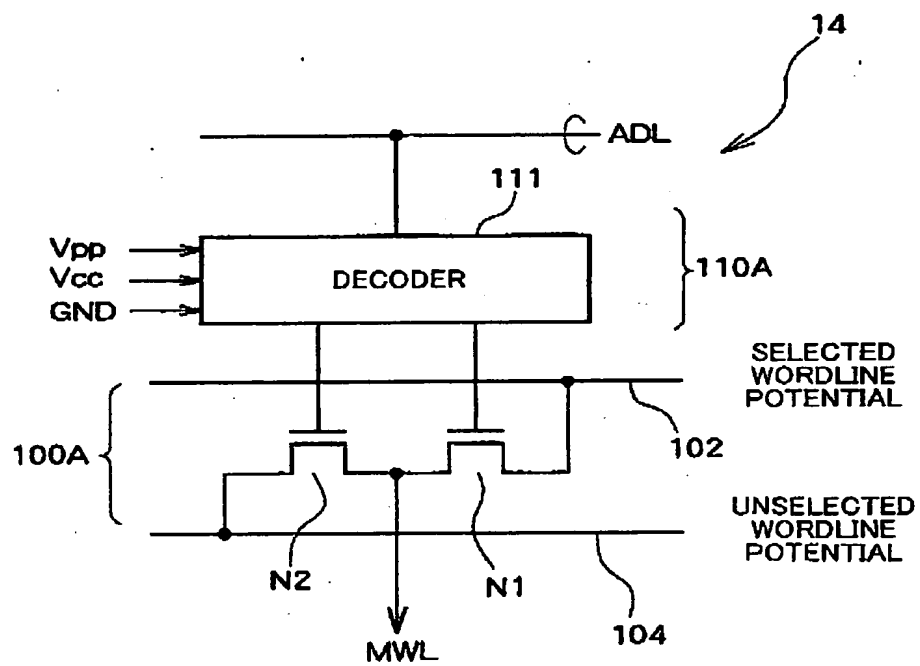 14
ADL
111
Vpp
Vcc
GND
DECODER
110A
SELECTED
WORDLINE
POTENTIAL
102
100A
UNSELECTED
WORDLINE
POTENTIAL
N2
N1
104
MWL